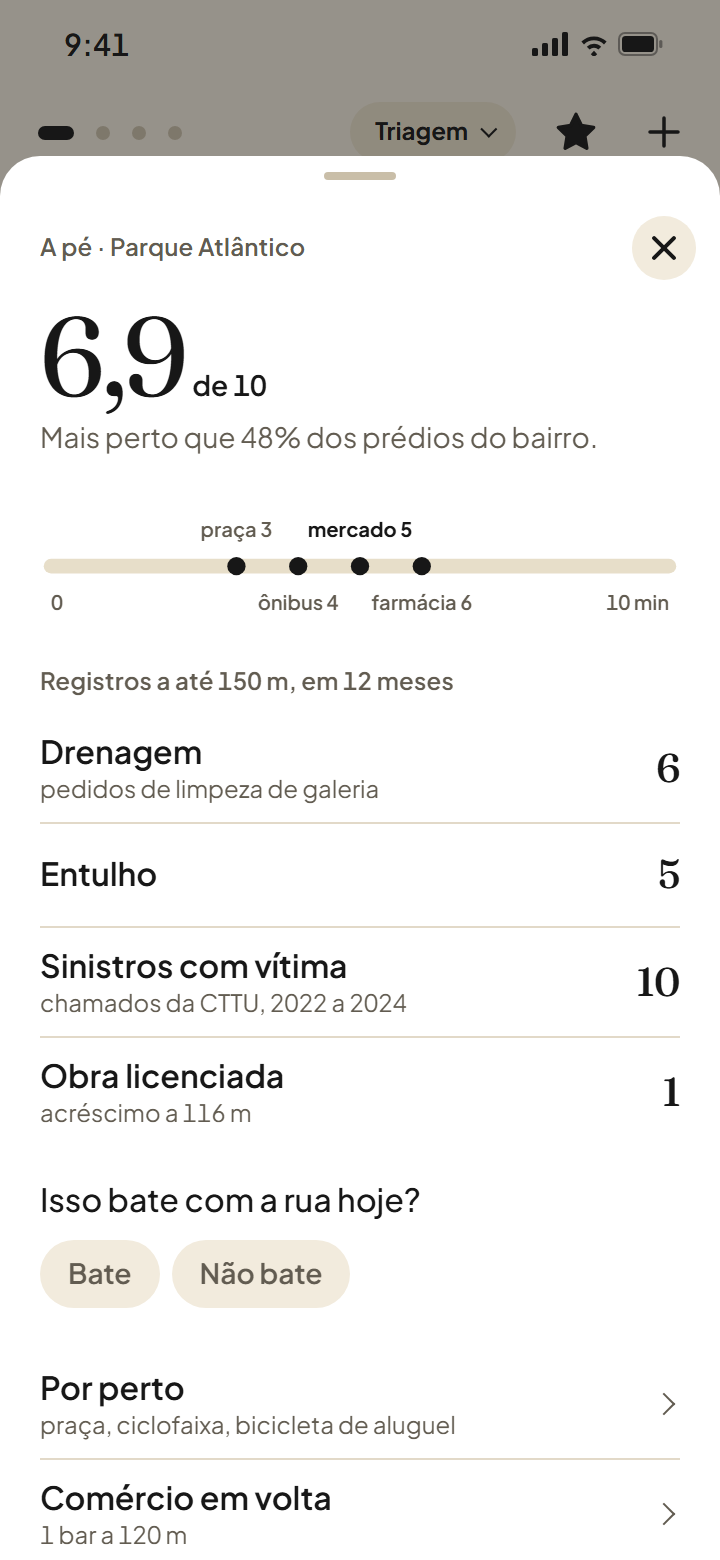 9:41
Triagem
A pé · Parque Atlântico
6,9 de 10
Mais perto que 48% dos prédios do bairro.
praça 3 mercado 5
0 ônibus 4 farmácia 6 10 min
Registros a até 150 m, em 12 meses
Drenagem
pedidos de limpeza de galeria
6
Entulho
5
Sinistros com vítima
chamados da CTTU, 2022 a 2024
10
Obra licenciada
acréscimo a 116 m
1
Isso bate com a rua hoje?
Bate Não bate
Por perto
praça, ciclofaixa, bicicleta de aluguel
Comércio em volta
1 bar a 120 m